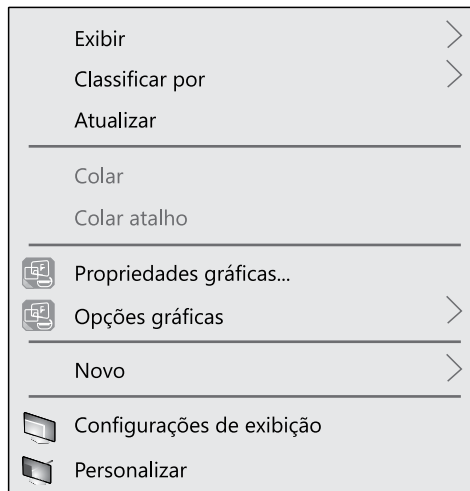 Exibir
Classificar por
Atualizar
Colar
Colar atalho
Propriedades gráficas...
Opções gráficas
Novo
Configurações de exibição
Personalizar